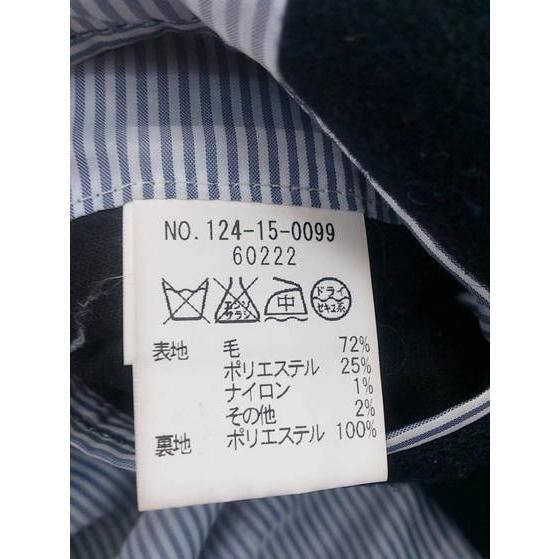 NO. 124-15-0099
60222
エンソ サラシ
中
ドライ
セキユ系
表地 毛 72%
ポリエステル 25%
ナイロン 1%
その他 2%
裏地 ポリエステル 100%